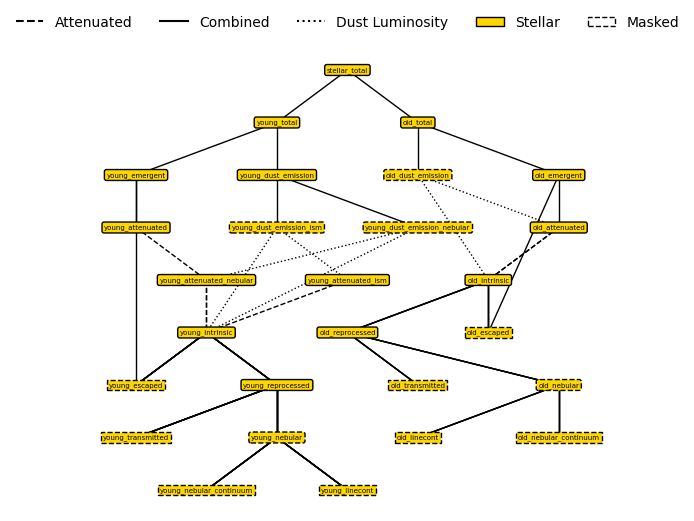 Attenuated Combined Dust Luminosity Stellar Masked
stellar_total
young_total old_total
young_emergent young_dust_emission old_dust_emission old_emergent
young_attenuated young_dust_emission_ism young_dust_emission_nebular old_attenuated
young_attenuated_nebular young_attenuated_ism old_intrinsic
young_intrinsic old_reprocessed old_escaped
young_escaped young_reprocessed old_transmitted old_nebular
young_transmitted young_nebular old_linecont old_nebular_continuum
young_nebular_continuum young_linecont